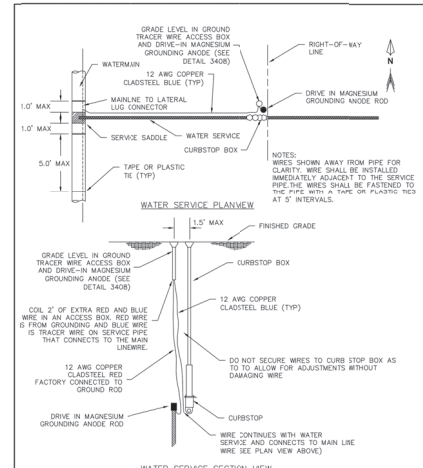 GRADE LEVEL IN GROUND
TRACER WIRE ACCESS BOX
AND DRIVE-IN MAGNESIUM
GROUNDING ANODE (SEE
DETAIL 3408)
RIGHT-OF-WAY
LINE
N
WATERMAIN
12 AWG COPPER
CLADSTEEL BLUE (TYP)
1.0' MAX
MAINLINE TO LATERAL
LUG CONNECTOR
DRIVE IN MAGNESIUM
GROUNDING ANODE ROD
WATER SERVICE
CURBSTOP BOX
1.0' MAX
SERVICE SADDLE
5.0' MAX
TAPE OR PLASTIC
TIE (TYP)
NOTES:
WIRES SHOWN AWAY FROM PIPE FOR
CLARITY. WIRE SHALL BE INSTALLED
IMMEDIATELY ADJACENT TO THE SERVICE
PIPE.THE WIRES SHALL BE FASTENED TO
THE PIPE WITH A TAPE OR PLASTIC TIES
AT 5' INTERVALS.
WATER SERVICE PLANVIEW
1.5' MAX
FINISHED GRADE
GRADE LEVEL IN GROUND
TRACER WIRE ACCESS BOX
AND DRIVE-IN MAGNESIUM
GROUNDING ANODE (SEE
DETAIL 3408)
CURBSTOP BOX
COIL 2' OF EXTRA RED AND BLUE
WIRE IN AN ACCESS BOX. RED WIRE
IS FROM GROUNDING AND BLUE WIRE
IS TRACER WIRE ON SERVICE PIPE
THAT CONNECTS TO THE MAIN
LINEWIRE.
12 AWG COPPER
CLADSTEEL BLUE (TYP)
12 AWG COPPER
CLADSTEEL RED
FACTORY CONNECTED TO
GROUND ROD
DO NOT SECURE WIRES TO CURB STOP BOX AS
TO TO ALLOW FOR ADJUSTMENTS WITHOUT
DAMAGING WIRE
DRIVE IN MAGNESIUM
GROUNDING ANODE ROD
CURBSTOP
WIRE CONTINUES WITH WATER
SERVICE AND CONNECTS TO MAIN LINE
WIRE (SEE PLAN VIEW ABOVE)
WATER SERVICE SECTION VIEW